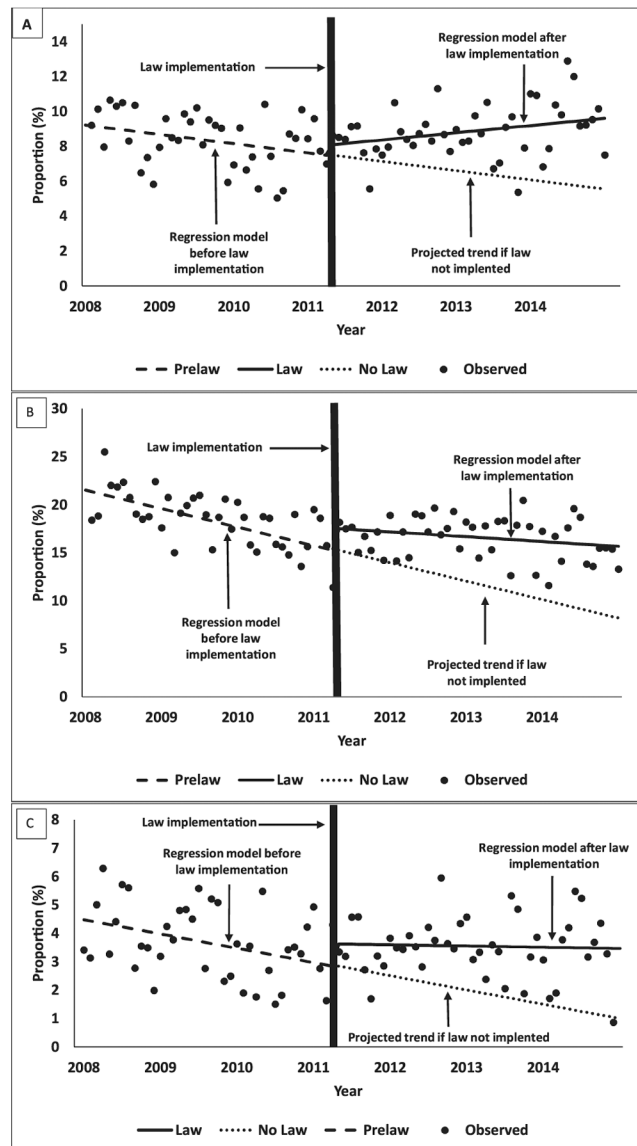 A
14
12
10
8
6
4
2
0
Proportion (%)
Law implementation
Regression model after
law implementation
Regression model
before law
implementation
Projected trend if law
not implented
2008 2009 2010 2011 2012 2013 2014
Year
Prelaw Law No Law Observed
B
30
25
20
15
10
5
0
Proportion (%)
Law implementation
Regression model after
law implementation
Regression model
before law
implementation
Projected trend if law
not implented
2008 2009 2010 2011 2012 2013 2014
Year
Prelaw Law No Law Observed
C
8
7
6
5
4
3
2
1
0
Proportion (%)
Law implementation
Regression model before
law implementation
Regression model after law
implementation
Projected trend if law not implented
2008 2009 2010 2011 2012 2013 2014
Year
Law No Law Prelaw Observed